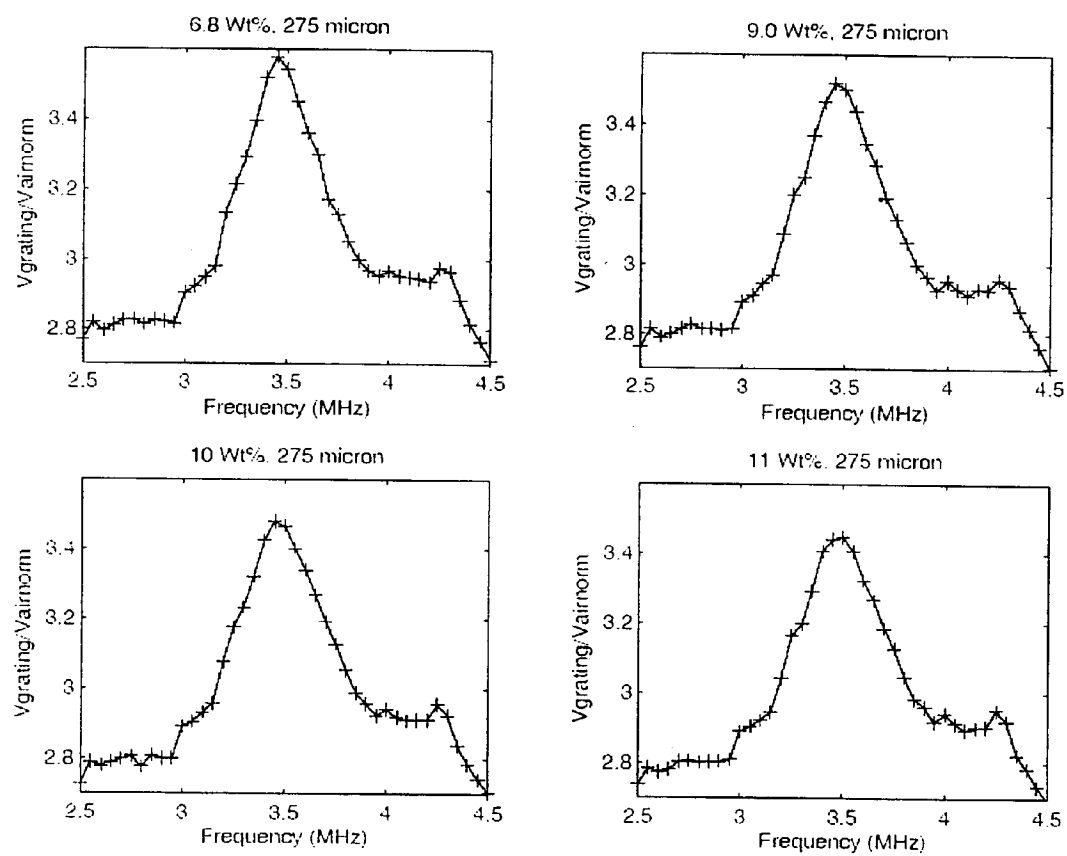 6.8 Wt%, 275 micron
Vgrating/Vairnorm
3.4
3.2
3
2.8
2.5 3 3.5 4 4.5
Frequency (MHz)
9.0 Wt%, 275 micron
Vgrating/Vairnorm
3.4
3.2
3
2.8
2.5 3 3.5 4 4.5
Frequency (MHz)
10 Wt%, 275 micron
Vgrating/Vairnorm
3.4
3.2
3
2.8
2.5 3 3.5 4 4.5
Frequency (MHz)
11 Wt%, 275 micron
Vgrating/Vairnorm
3.4
3.2
3
2.8
2.5 3 3.5 4 4.5
Frequency (MHz)